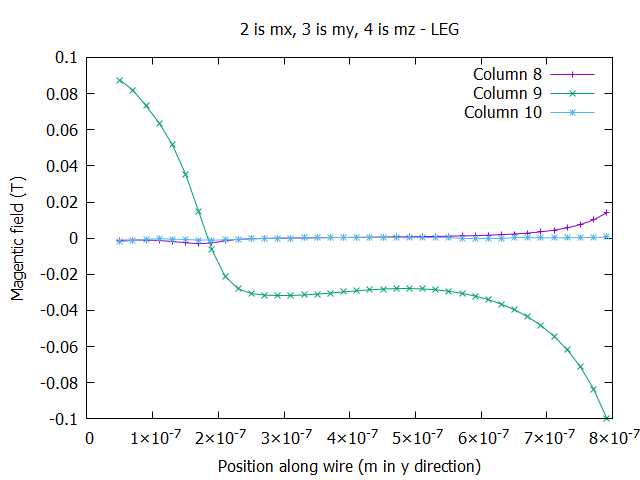 2 is mx, 3 is my, 4 is mz - LEG
Column 8
Column 9
Column 10
0.1
0.08
0.06
0.04
0.02
0
-0.02
-0.04
-0.06
-0.08
-0.1
Magentic field (T)
0 1×10⁻⁷ 2×10⁻⁷ 3×10⁻⁷ 4×10⁻⁷ 5×10⁻⁷ 6×10⁻⁷ 7×10⁻⁷ 8×10⁻⁷
Position along wire (m in y direction)